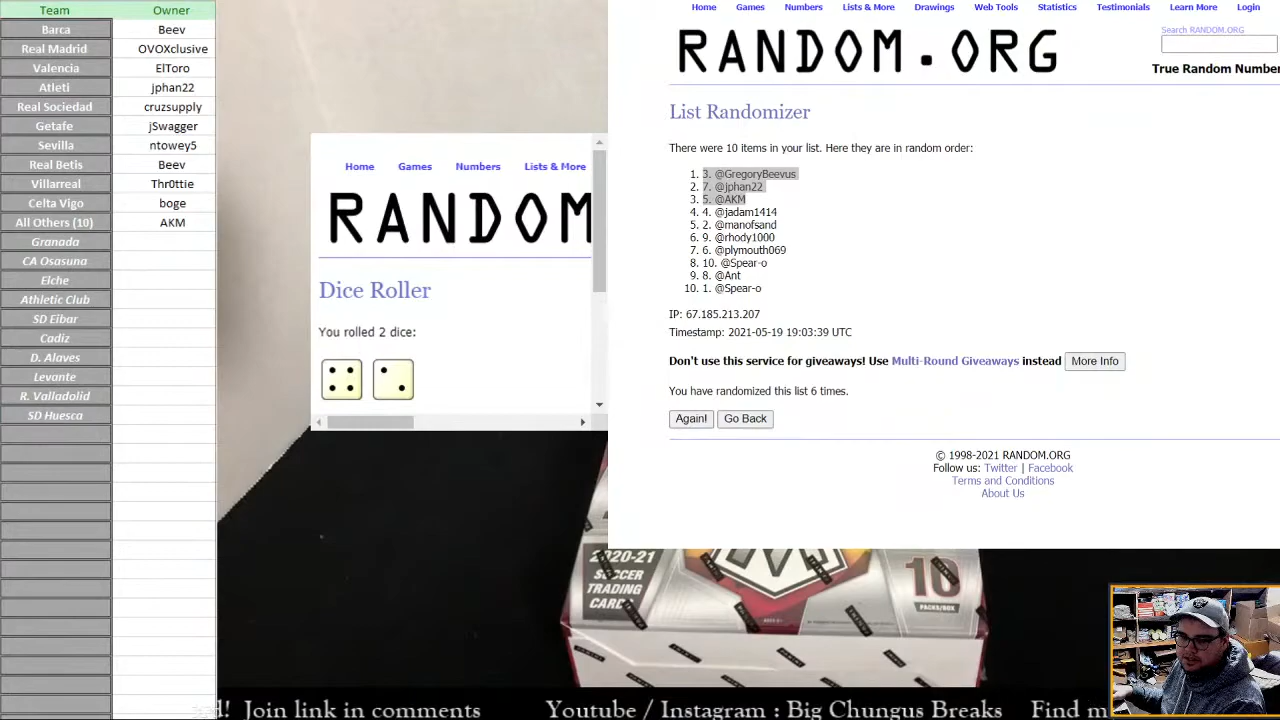 Team Owner
Barca Beev
Real Madrid OVOXclusive
Valencia ElToro
Atleti jphan22
Real Sociedad cruzsupply
Getafe jSwagger
Sevilla ntowey5
Real Betis Beev
Villarreal Thr0ttie
Celta Vigo boge
All Others (10) AKM
Granada
CA Osasuna
Elche
Athletic Club
SD Eibar
Cadiz
D. Alaves
Levante
R. Valladolid
SD Huesca
Home Games Numbers Lists & More
RANDOM
Dice Roller
You rolled 2 dice:
Home Games Numbers Lists & More Drawings Web Tools Statistics Testimonials Learn More Login
RANDOM.ORG
Search RANDOM.ORG
True Random Number
List Randomizer
There were 10 items in your list. Here they are in random order:
1. 3. @GregoryBeevus
2. 7. @jphan22
3. 5. @AKM
4. 4. @jadam1414
5. 2. @manofsand
6. 9. @rhody1000
7. 6. @plymouth069
8. 10. @Spear-o
9. 8. @Ant
10. 1. @Spear-o
IP: 67.185.213.207
Timestamp: 2021-05-19 19:03:39 UTC
Don't use this service for giveaways! Use Multi-Round Giveaways instead More Info
You have randomized this list 6 times.
Again! Go Back
© 1998-2021 RANDOM.ORG
Follow us: Twitter | Facebook
Terms and Conditions
About Us
2020-21
SOCCER
TRADING
CARDS
10
PACKS/BOX
Join link in comments Youtube / Instagram : Big Chungus Breaks Find m